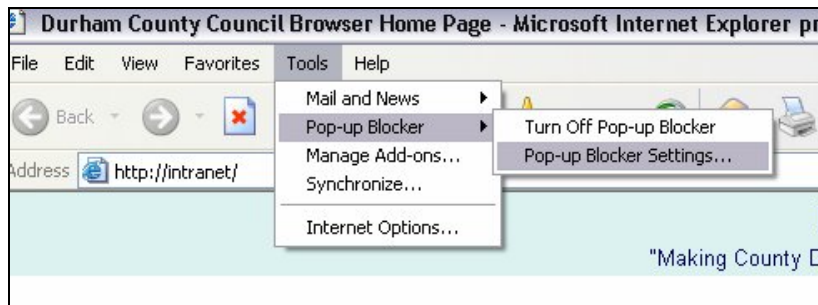 Durham County Council Browser Home Page - Microsoft Internet Explorer
File Edit View Favorites Tools Help
Back
Mail and News
Pop-up Blocker
Turn Off Pop-up Blocker
Manage Add-ons...
Pop-up Blocker Settings...
Address http://intranet/
Synchronize...
Internet Options...
"Making County